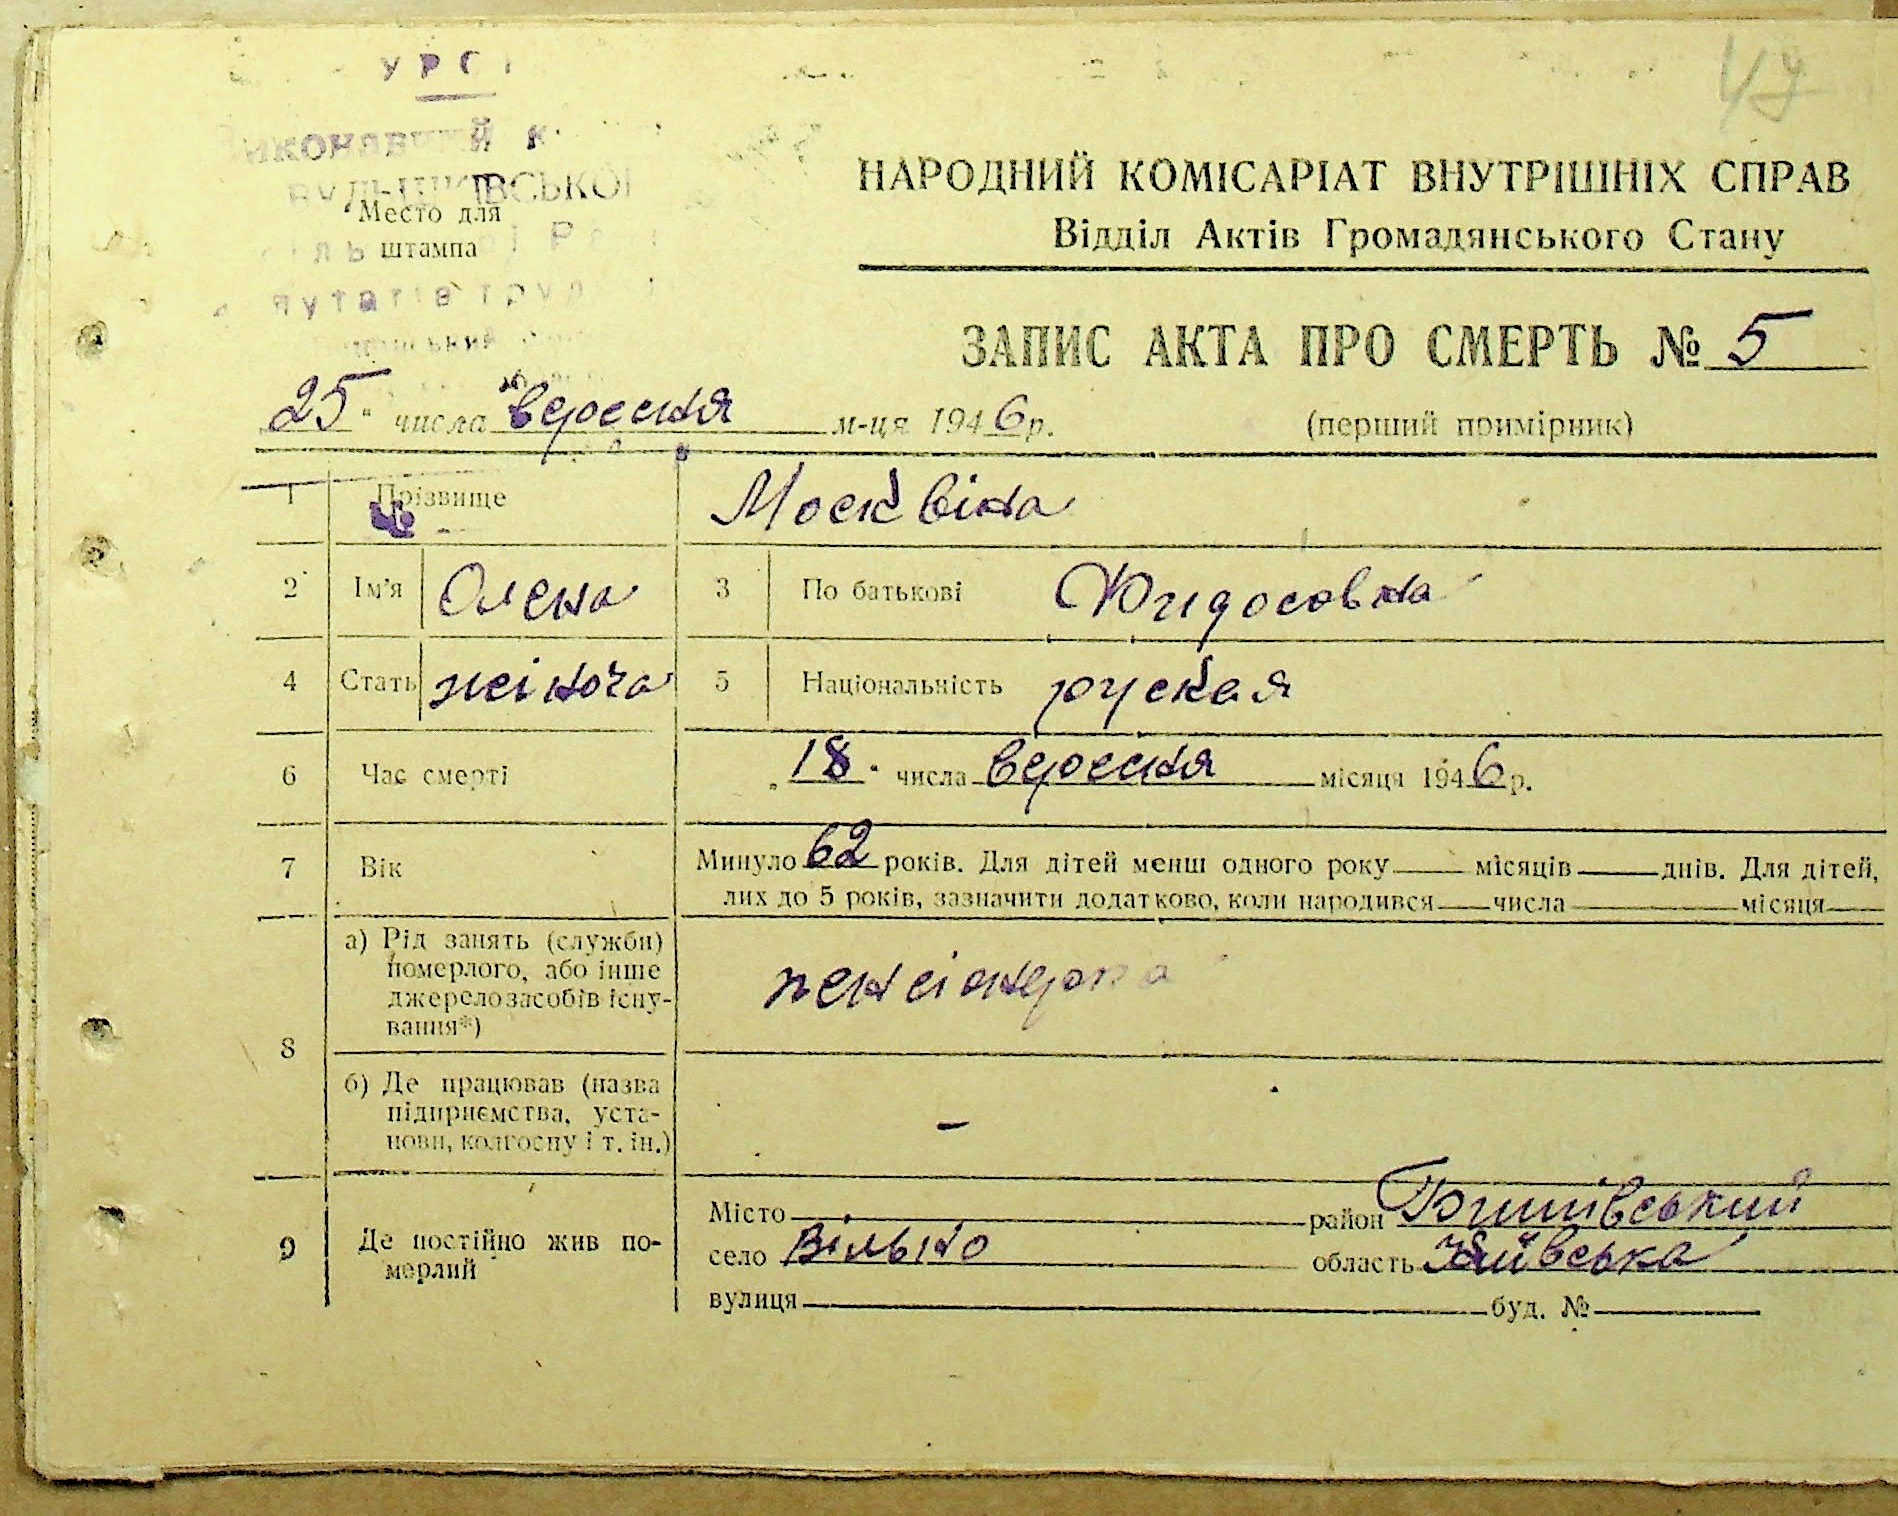 УРС
47
НАРОДНИЙ КОМІСАРІАТ ВНУТРІШНІХ СПРАВ
Відділ Актів Громадянського Стану
Место для
штампа
ЗАПИС АКТА ПРО СМЕРТЬ № 5
25 числа вересня м-ця 1946 р.
(перший примірник)
1 Прізвище Москвіна
2 Ім'я Олена 3 По батькові
4 Стать жіноча 5 Національність руская
6 Час смерті „18“ числа вересня місяця 1946 р.
7 Вік Минуло 62 років. Для дітей менш одного року місяців днів. Для дітей,
лих до 5 років, зазначити додатково, коли народився числа місяця
8 а) Рід занять (служби)
померлого, або інше
джерело засобів існу-
вання*)
пенсіонерка
б) Де працював (назва
підприємства, уста-
нови, колгоспу і т. ін.)
–
9 Де постійно жив по-
мерлий
Місто район
село Вільно область Київська
вулиця буд. №